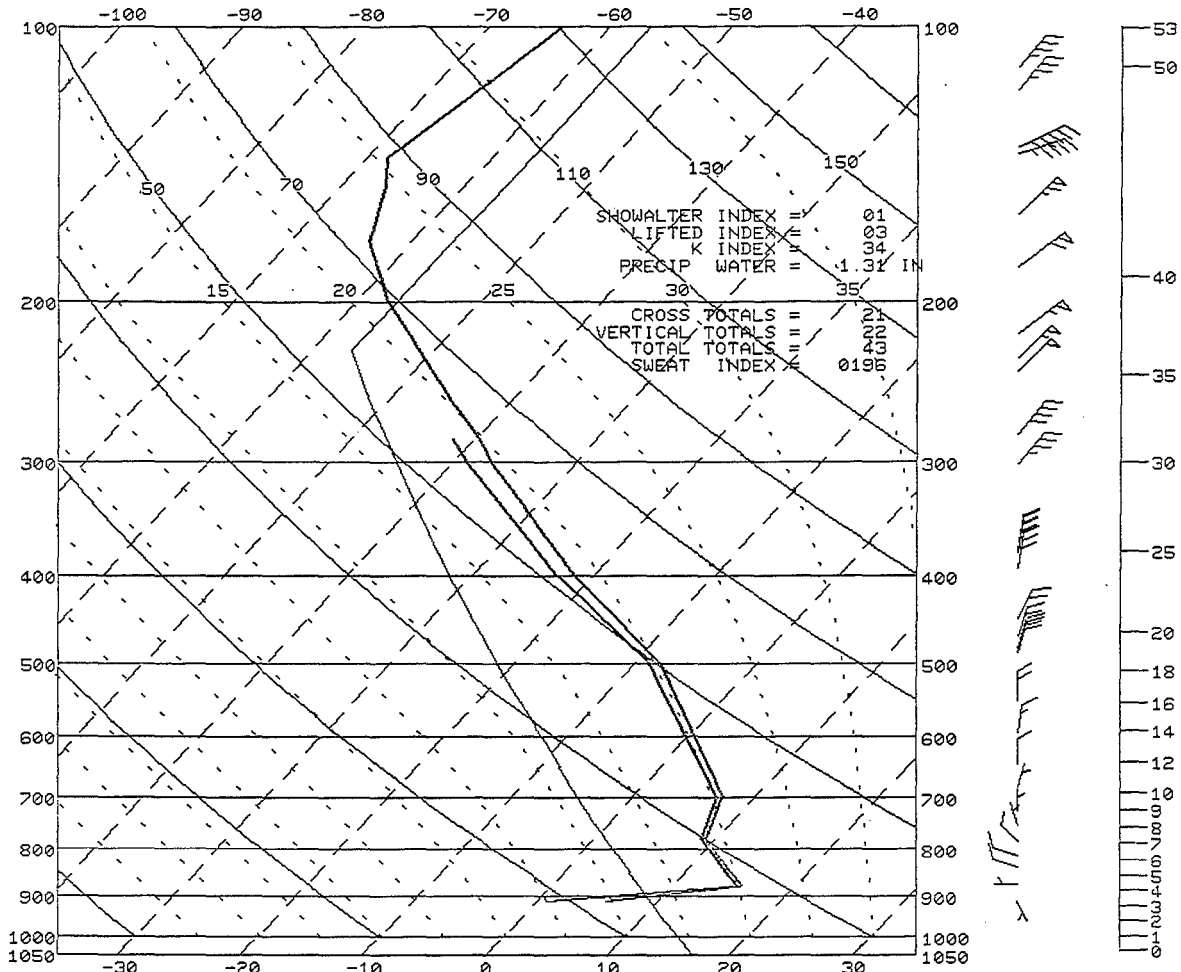 -100 -90 -80 -70 -60 -50 -40
100 100 53
50
50 70 90 110 130 150
SHOWALTER INDEX = 01
LIFTED INDEX = 03
K INDEX = 34
PRECIP WATER = 1.31 IN
40
15 20 25 30 35
200 200
CROSS TOTALS = 21
VERTICAL TOTALS = 22
TOTAL TOTALS = 43
SWEAT INDEX = 0196
35
300 300 30
25
400 400
20
500 500 18
16
600 600 14
12
700 700 10
9
8
7
800 800 6
5
4
900 900 3
2
1000 1000 1
1050 1050 0
-30 -20 -10 0 10 20 30